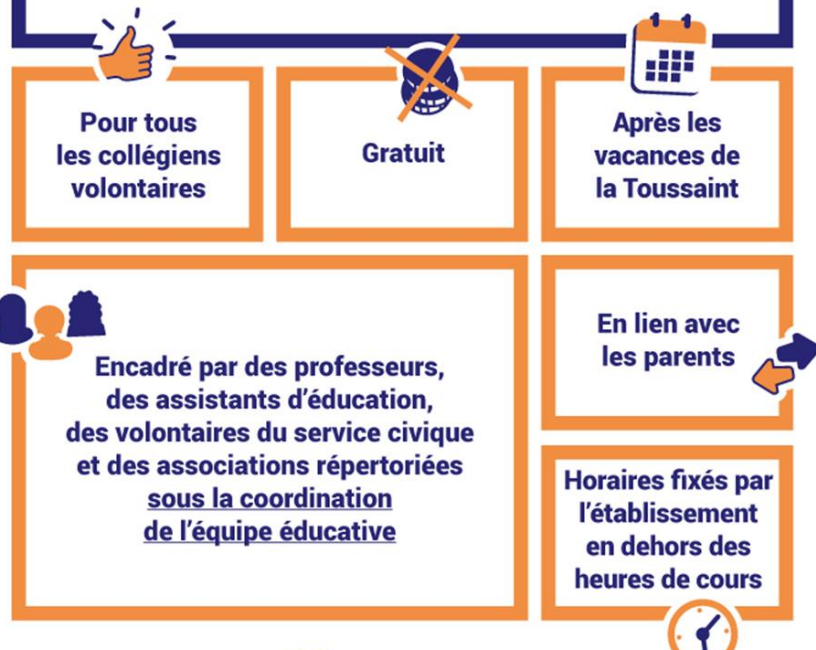 Pour tous
les collégiens
volontaires
Gratuit
Après les
vacances de
la Toussaint
Encadré par des professeurs,
des assistants d'éducation,
des volontaires du service civique
et des associations répertoriées
sous la coordination
de l'équipe éducative
En lien avec
les parents
Horaires fixés par
l'établissement
en dehors des
heures de cours